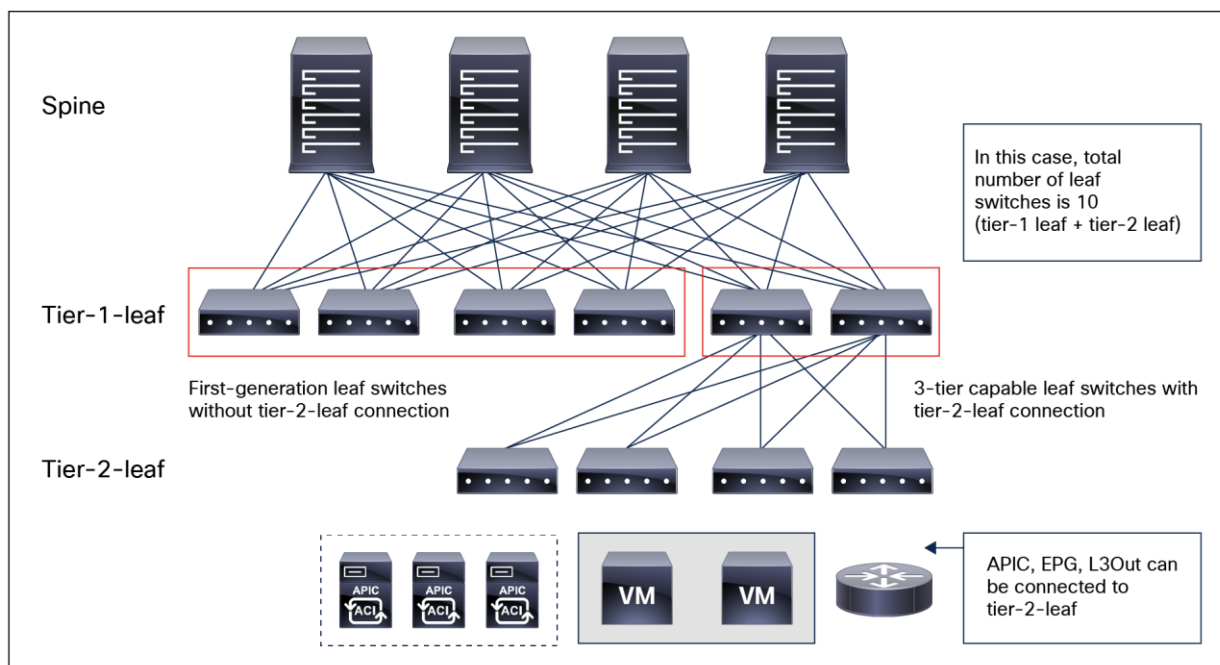 Spine
In this case, total
number of leaf
switches is 10
(tier-1 leaf + tier-2 leaf)
Tier-1-leaf
First-generation leaf switches
without tier-2-leaf connection
3-tier capable leaf switches with
tier-2-leaf connection
Tier-2-leaf
APIC
ACI
APIC
ACI
APIC
ACI
VM
VM
APIC, EPG, L3Out can
be connected to
tier-2-leaf